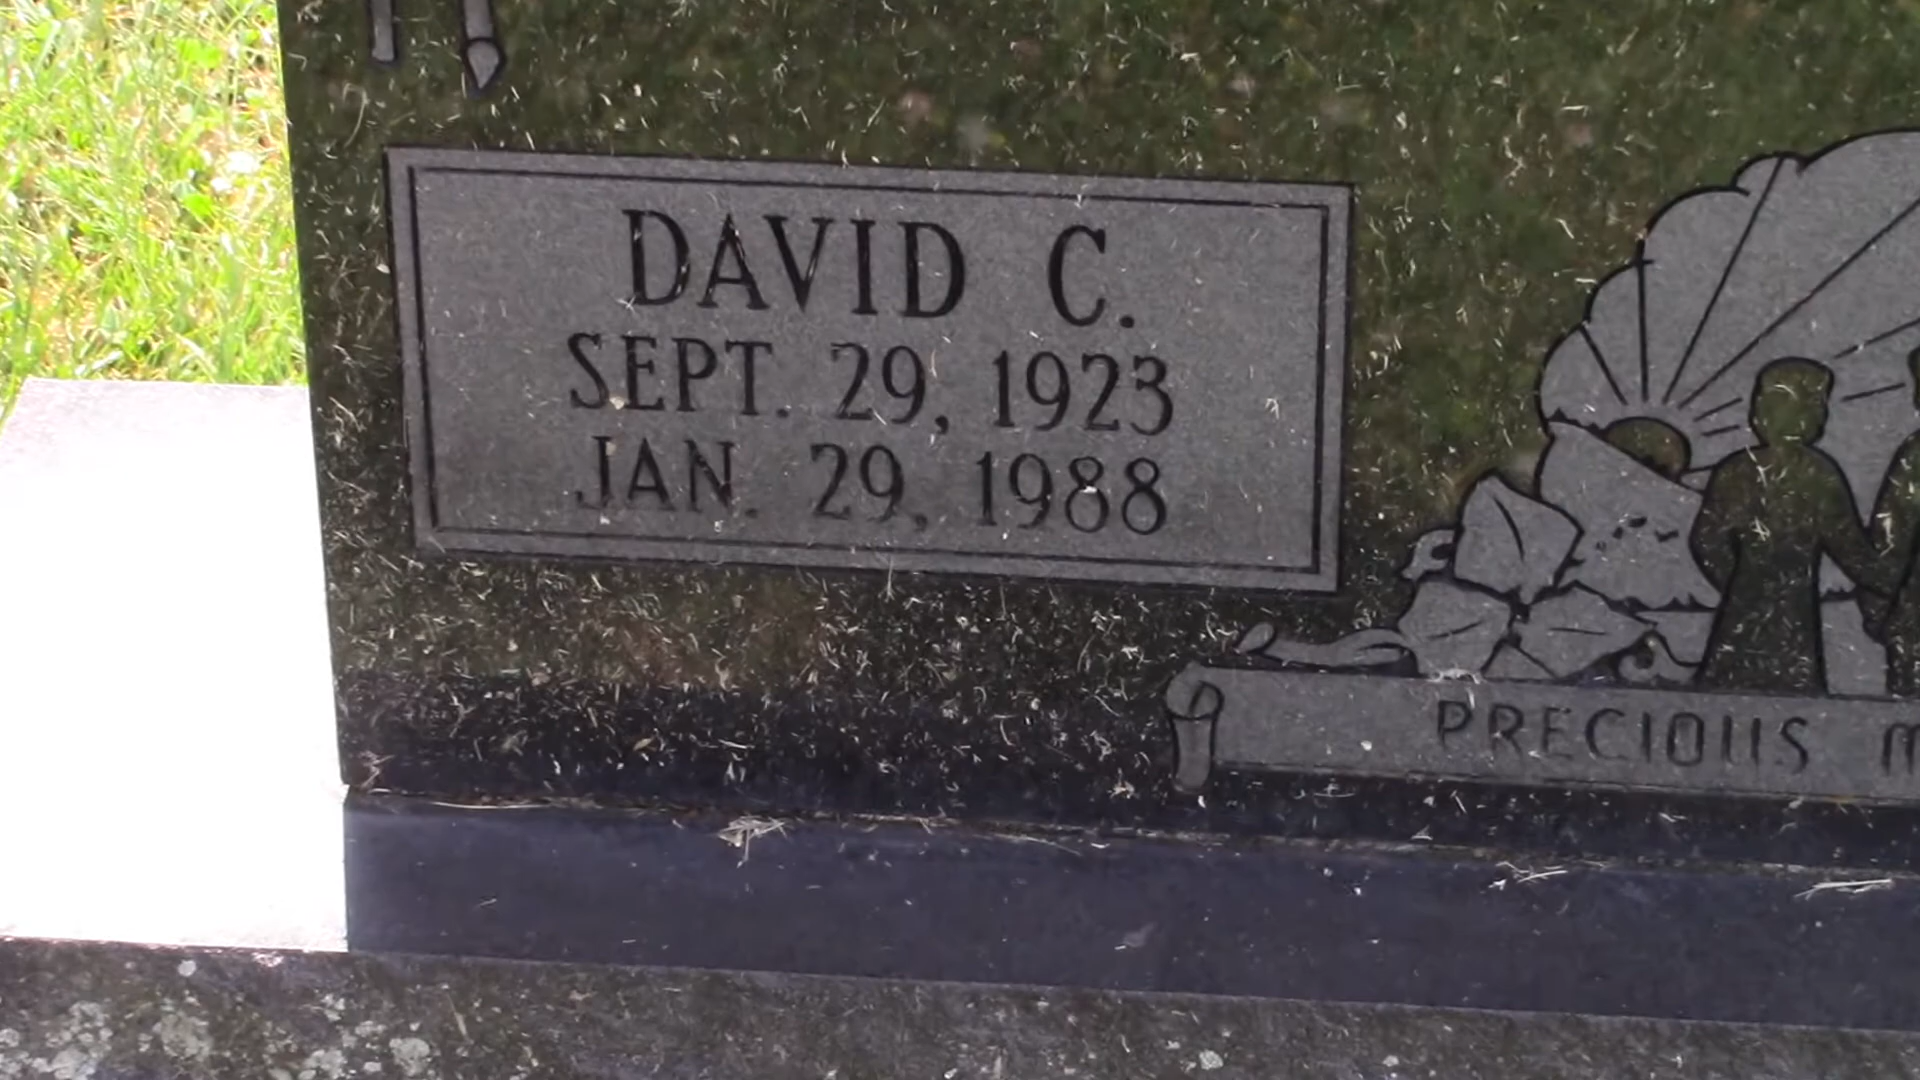 DAVID C.
SEPT. 29, 1923
JAN. 29, 1988
PRECIOUS